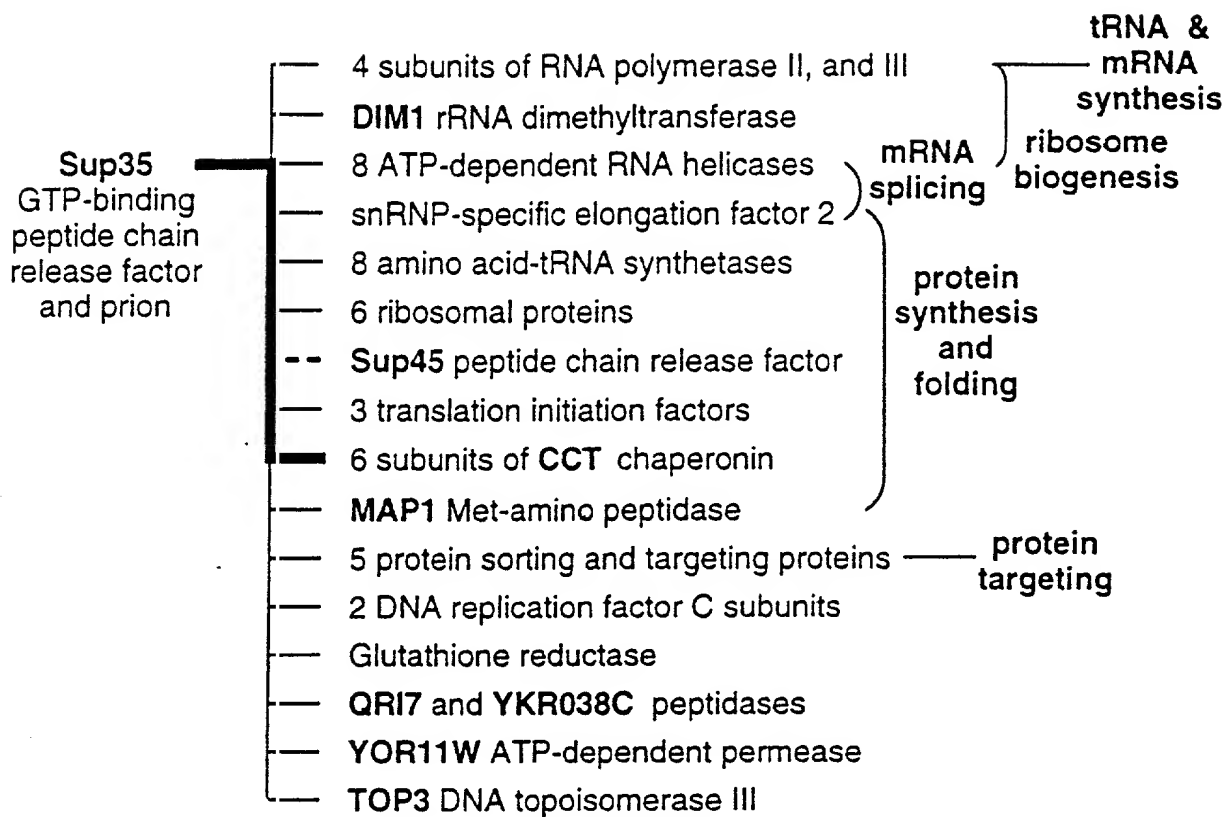 Sup35
GTP-binding
peptide chain
release factor
and prion
4 subunits of RNA polymerase II, and III
DIM1 rRNA dimethyltransferase
8 ATP-dependent RNA helicases
snRNP-specific elongation factor 2
8 amino acid-tRNA synthetases
6 ribosomal proteins
Sup45 peptide chain release factor
3 translation initiation factors
6 subunits of CCT chaperonin
MAP1 Met-amino peptidase
5 protein sorting and targeting proteins
2 DNA replication factor C subunits
Glutathione reductase
QRI7 and YKR038C peptidases
YOR11W ATP-dependent permease
TOP3 DNA topoisomerase III
tRNA &
mRNA
synthesis
ribosome
biogenesis
mRNA
splicing
protein
synthesis
and
folding
protein
targeting